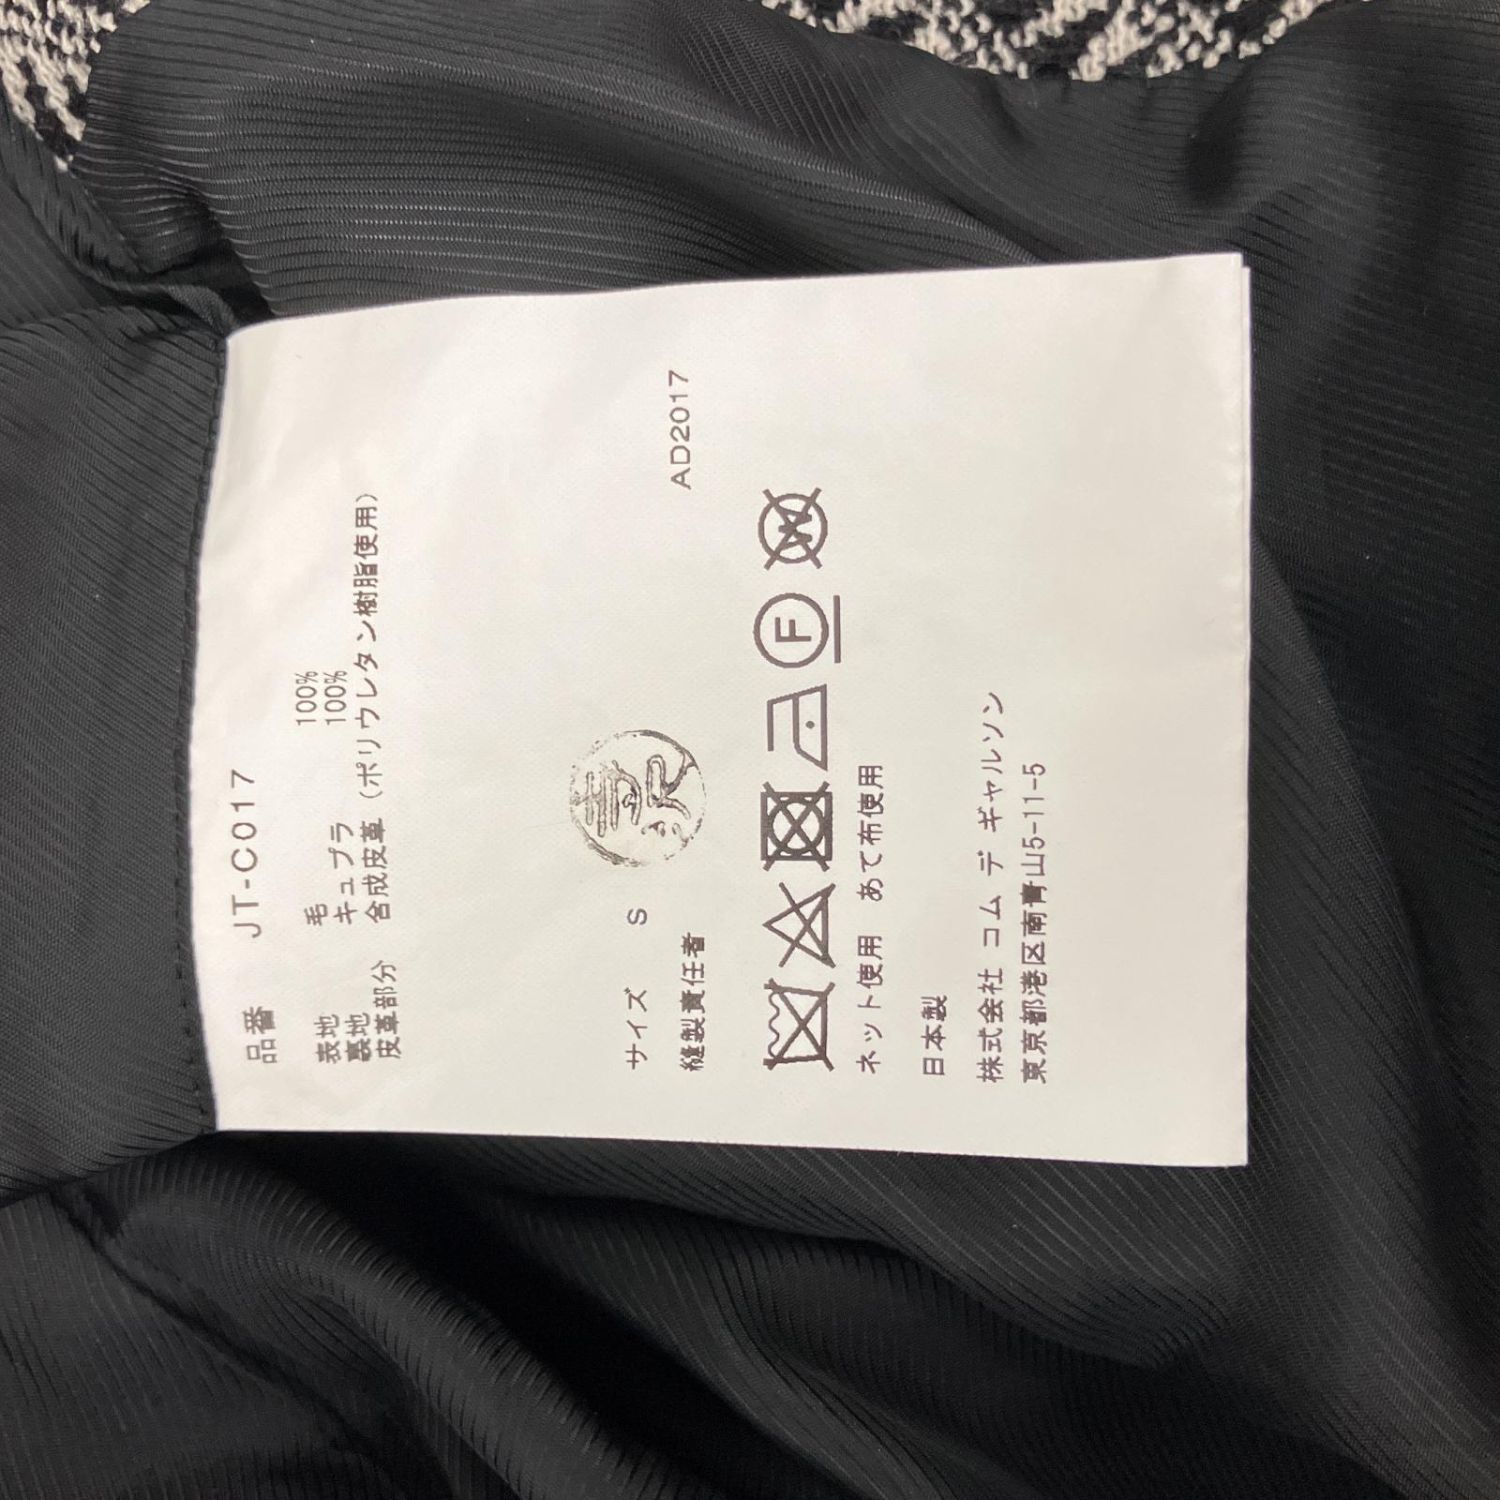 品番 JT-C017
表地 毛 100%
裏地 キュプラ 100%
皮革部分 合成皮革（ポリウレタン樹脂使用）
サイズ S
縫製責任者
AD2017
F W
ネット使用 あて布使用
日本製
株式会社 コム デ ギャルソン
東京都港区南青山5-11-5